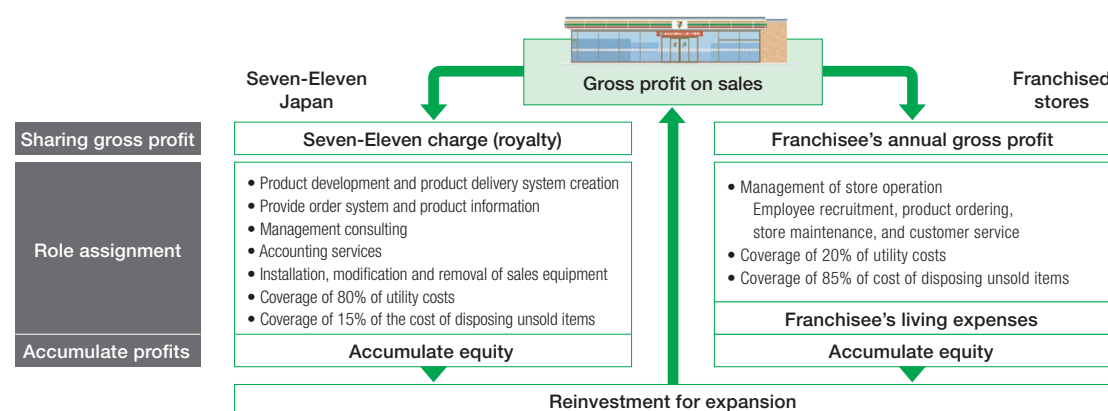 Seven-Eleven
Japan
Gross profit on sales
Franchised
stores
Sharing gross profit
Seven-Eleven charge (royalty)
Franchisee's annual gross profit
Role assignment
• Product development and product delivery system creation
• Provide order system and product information
• Management consulting
• Accounting services
• Installation, modification and removal of sales equipment
• Coverage of 80% of utility costs
• Coverage of 15% of the cost of disposing unsold items
• Management of store operation
Employee recruitment, product ordering,
store maintenance, and customer service
• Coverage of 20% of utility costs
• Coverage of 85% of cost of disposing unsold items
Franchisee's living expenses
Accumulate profits
Accumulate equity
Accumulate equity
Reinvestment for expansion